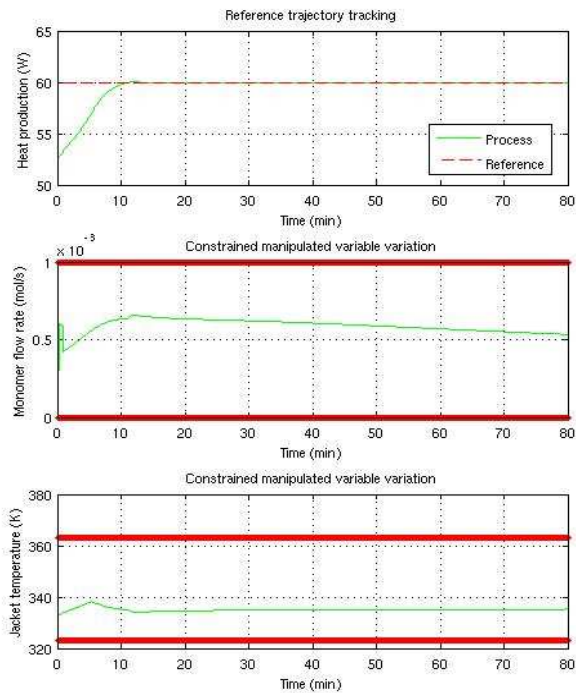 Reference trajectory tracking
Heat production (W)
65
60
55
50
Process
Reference
0 10 20 30 40 50 60 70 80
Time (min)
x 10⁻³
Constrained manipulated variable variation
Monomer flow rate (mol/s)
1
0.5
0
0 10 20 30 40 50 60 70 80
Time (min)
Constrained manipulated variable variation
Jacket temperature (K)
380
360
340
320
0 10 20 30 40 50 60 70 80
Time (min)